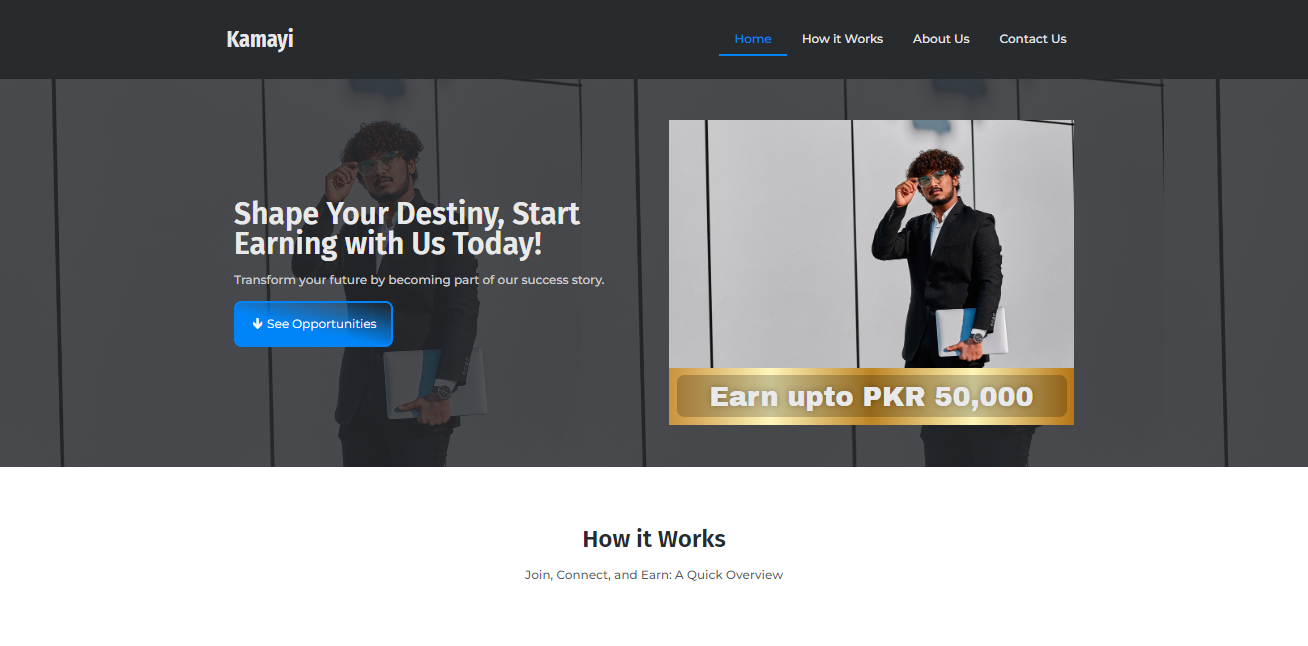 Kamayi
Home
How it Works
About Us
Contact Us
Shape Your Destiny, Start
Earning with Us Today!
Transform your future by becoming part of our success story.
See Opportunities
Earn upto PKR 50,000
How it Works
Join, Connect, and Earn: A Quick Overview